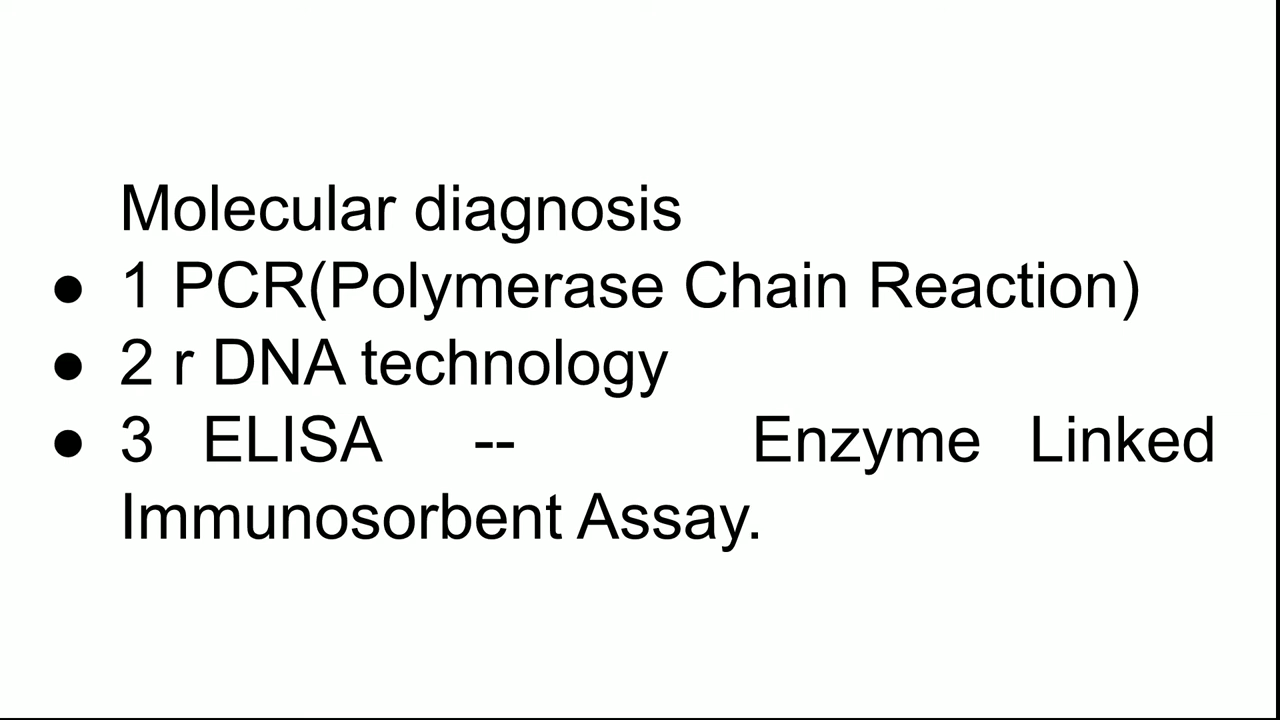 Molecular diagnosis
● 1 PCR(Polymerase Chain Reaction)
● 2 r DNA technology
● 3 ELISA -- Enzyme Linked
Immunosorbent Assay.